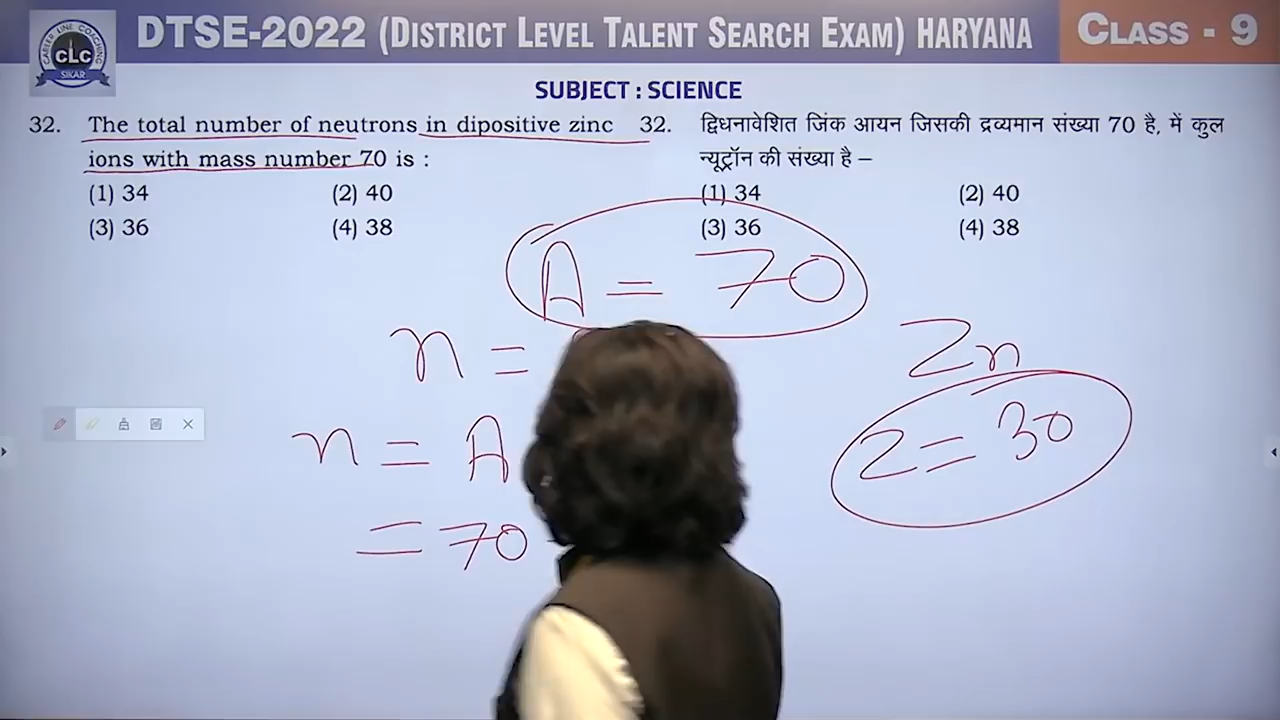 CAREER LINE COACHING
CLC
SIKAR
DTSE-2022 (DISTRICT LEVEL TALENT SEARCH EXAM) HARYANA
CLASS - 9
SUBJECT : SCIENCE
32. The total number of neutrons in dipositive zinc
ions with mass number 70 is :
(1) 34 (2) 40
(3) 36 (4) 38
32. द्विधनावेशित जिंक आयन जिसकी द्रव्यमान संख्या 70 है, में कुल
न्यूट्रॉन की संख्या है –
(1) 34 (2) 40
(3) 36 (4) 38
A = 70
n =
Zn
n = A
Z = 30
= 70